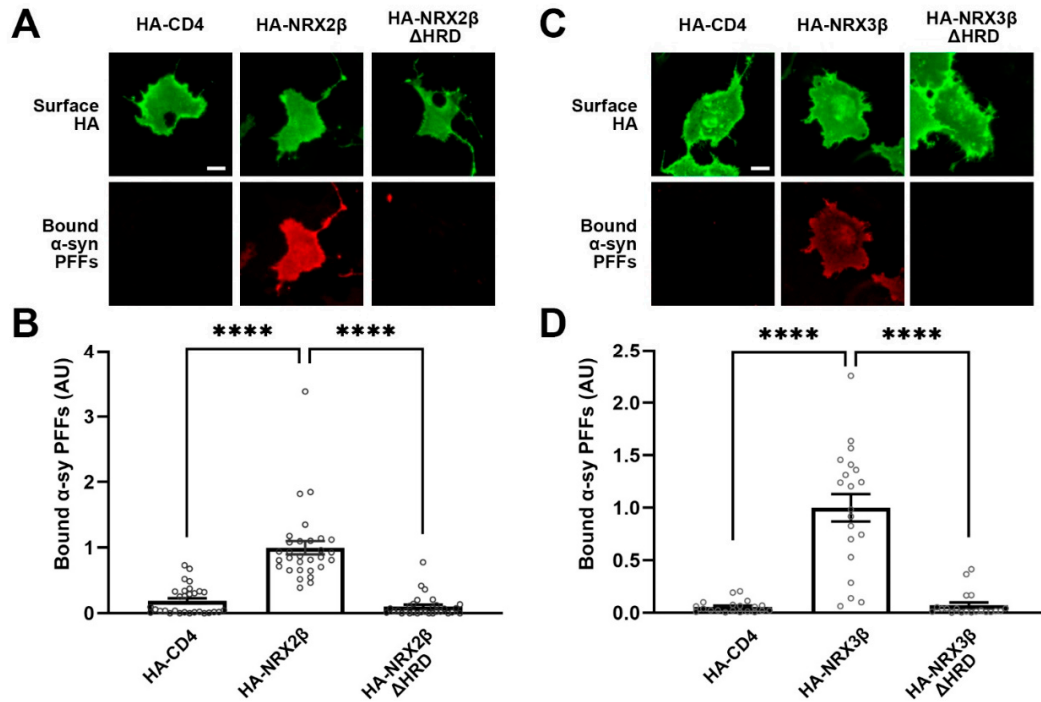 A
HA-CD4
HA-NRX2β
HA-NRX2β
ΔHRD
Surface
HA
Bound
α-syn
PFFs
B
****
****
Bound α-sy PFFs (AU)
4
3
2
1
0
HA-CD4
HA-NRX2β
HA-NRX2β
ΔHRD
C
HA-CD4
HA-NRX3β
HA-NRX3β
ΔHRD
Surface
HA
Bound
α-syn
PFFs
D
****
****
Bound α-sy PFFs (AU)
2.5
2.0
1.5
1.0
0.5
0.0
HA-CD4
HA-NRX3β
HA-NRX3β
ΔHRD